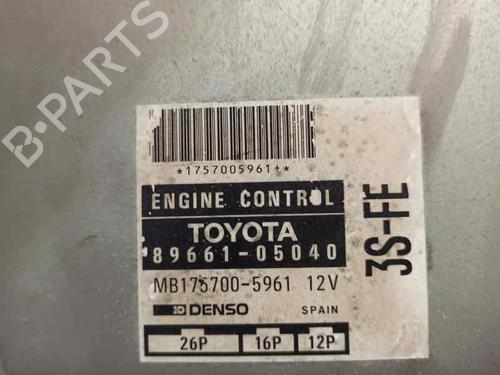 B-PARTS
*1757005961+*
ENGINE CONTROL
TOYOTA
89661-05040
MB175700-5961 12V
DENSO SPAIN
26P 16P 12P
3S-FE